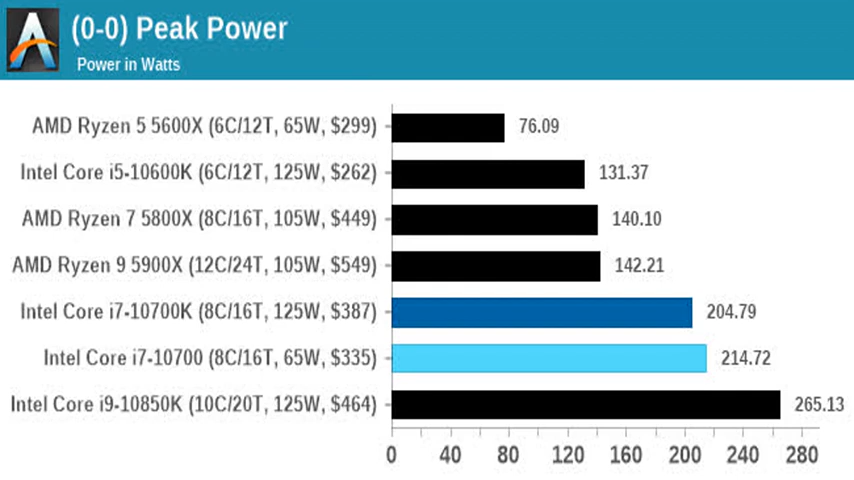 (0-0) Peak Power
Power in Watts
AMD Ryzen 5 5600X (6C/12T, 65W, $299) 76.09
Intel Core i5-10600K (6C/12T, 125W, $262) 131.37
AMD Ryzen 7 5800X (8C/16T, 105W, $449) 140.10
AMD Ryzen 9 5900X (12C/24T, 105W, $549) 142.21
Intel Core i7-10700K (8C/16T, 125W, $387) 204.79
Intel Core i7-10700 (8C/16T, 65W, $335) 214.72
Intel Core i9-10850K (10C/20T, 125W, $464) 265.13
0 40 80 120 160 200 240 280